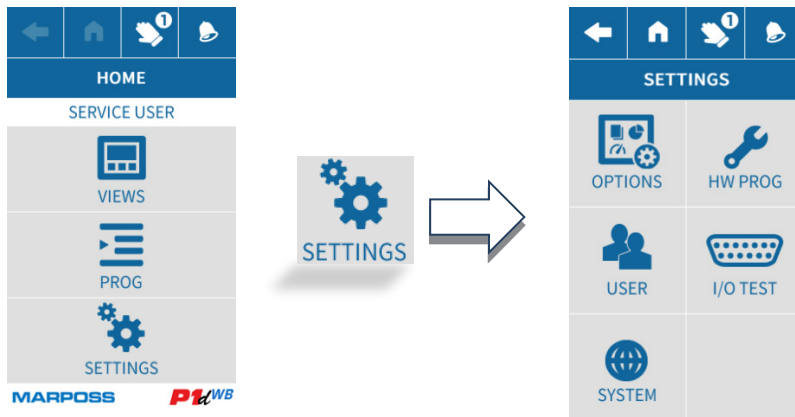 1
HOME
SERVICE USER
VIEWS
PROG
SETTINGS
MARPOSS P1dWB
SETTINGS
1
SETTINGS
OPTIONS HW PROG
USER I/O TEST
SYSTEM